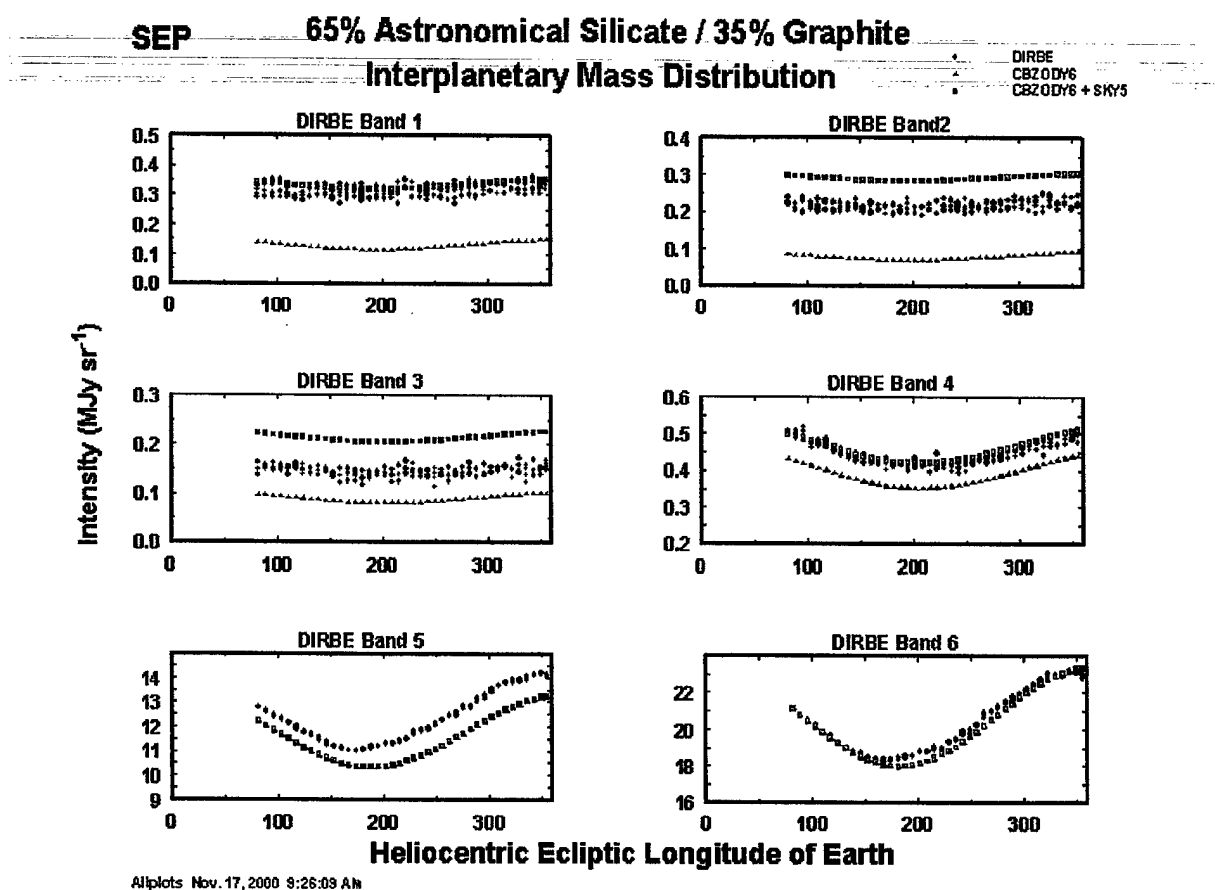 SEP 65% Astronomical Silicate / 35% Graphite
Interplanetary Mass Distribution
DIRBE
CBZODY6
CBZODY6 + SKY5
DIRBE Band 1
0.5
0.4
0.3
0.2
0.1
0.0
0 100 200 300
DIRBE Band2
0.4
0.3
0.2
0.1
0.0
0 100 200 300
Intensity (MJy sr-1)
DIRBE Band 3
0.3
0.2
0.1
0.0
0 100 200 300
DIRBE Band 4
0.6
0.5
0.4
0.3
0.2
0 100 200 300
DIRBE Band 5
14
13
12
11
10
9
0 100 200 300
DIRBE Band 6
22
20
18
16
0 100 200 300
Heliocentric Ecliptic Longitude of Earth
Allplots Nov. 17, 2000 9:26:09 AM